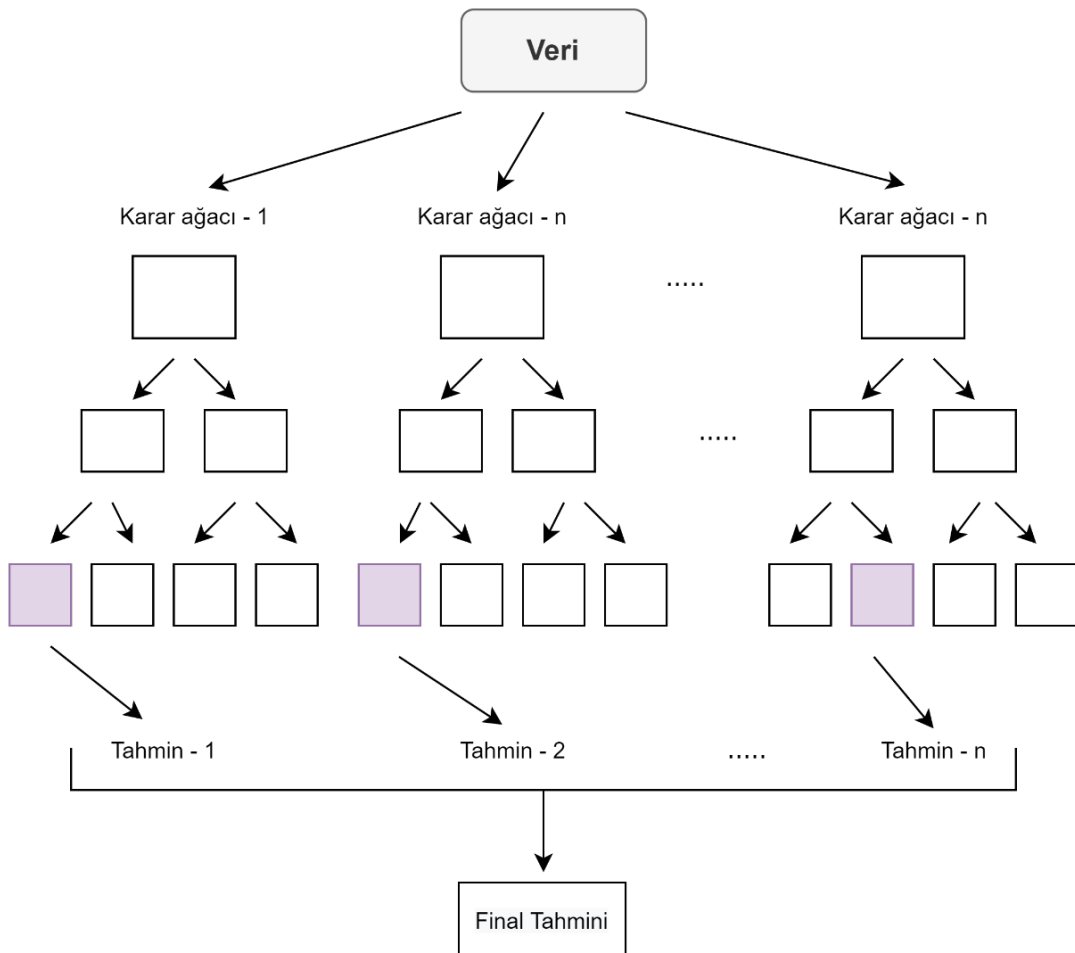 Veri
Karar ağacı - 1
Karar ağacı - n
Karar ağacı - n
.....
.....
Tahmin - 1
Tahmin - 2
.....
Tahmin - n
Final Tahmini